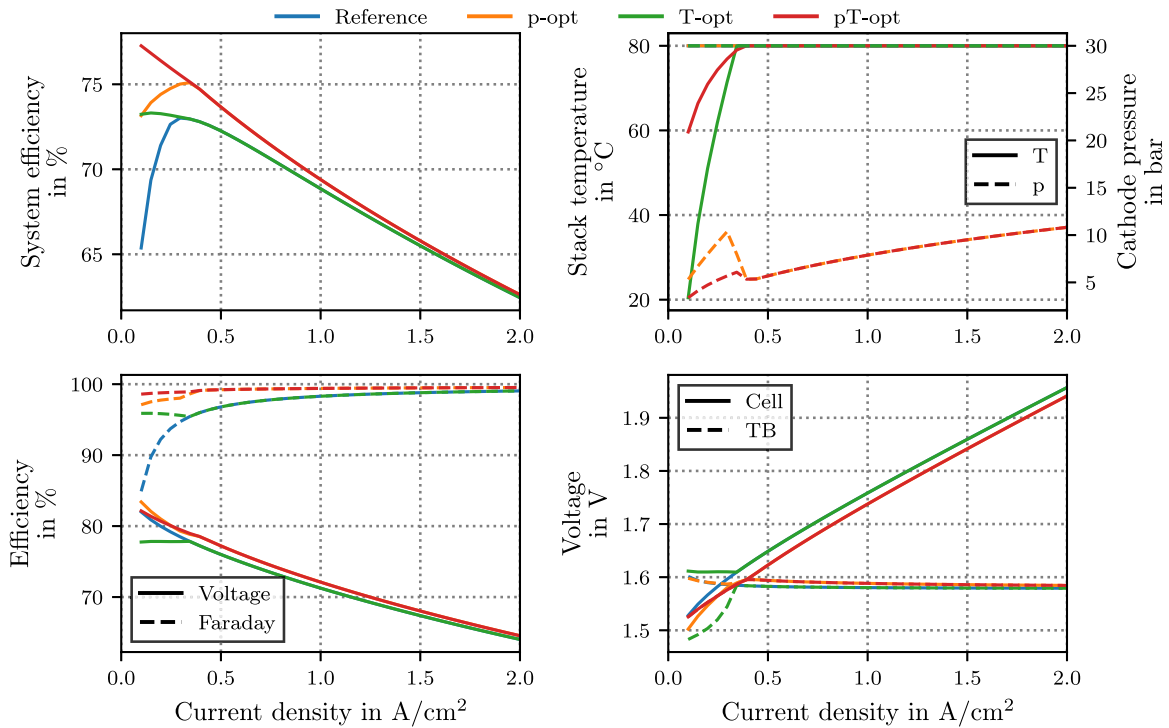 Reference p-opt T-opt pT-opt
System efficiency
in %
75
70
65
0.0 0.5 1.0 1.5 2.0
Stack temperature
in °C
80
60
40
20
0.0 0.5 1.0 1.5 2.0
T
p
30
25
20
15
10
5
Cathode pressure
in bar
Efficiency
in %
100
90
80
70
Voltage
Faraday
0.0 0.5 1.0 1.5 2.0
Current density in A/cm²
Voltage
in V
1.9
1.8
1.7
1.6
1.5
Cell
TB
0.0 0.5 1.0 1.5 2.0
Current density in A/cm²